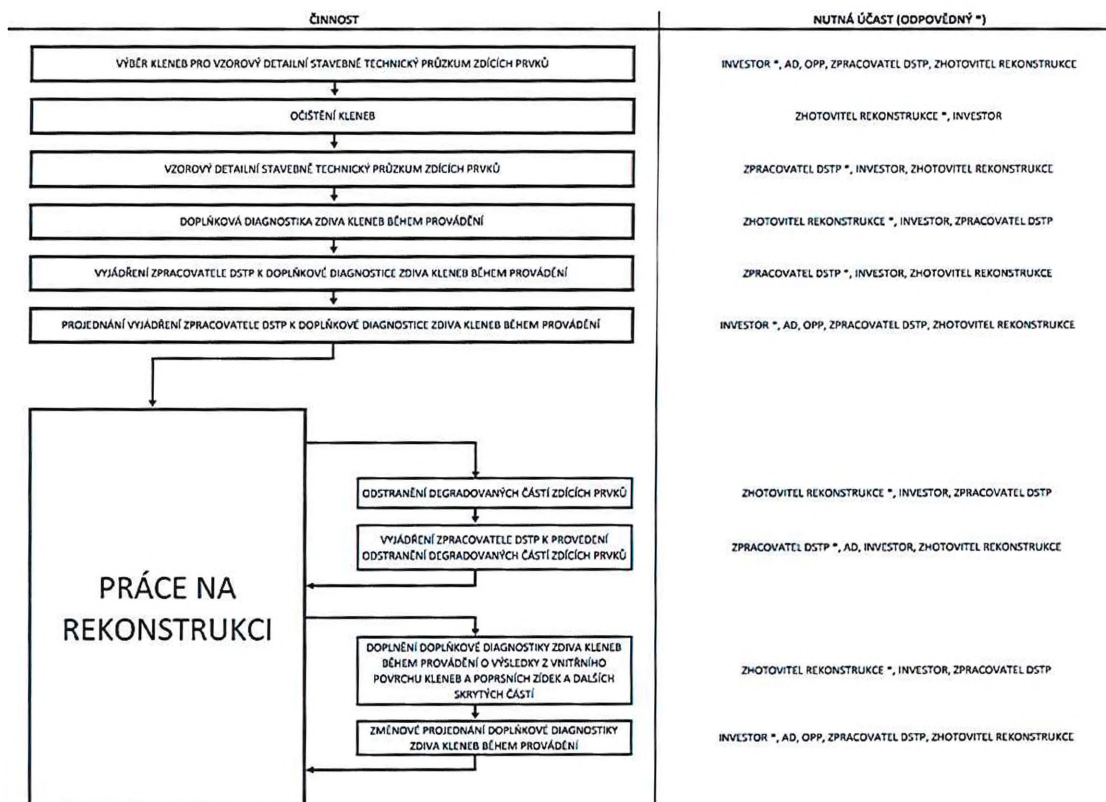 ČINNOST
NUTNÁ ÚČAST (ODPOVĚDNÝ *)
VÝBĚR KLENEB PRO VZOROVÝ DETAILNÍ STAVEBNĚ TECHNICKÝ PRŮZKUM ZDÍCÍCH PRVKŮ
INVESTOR *, AD, OPP, ZPRACOVATEL DSTP, ZHOTOVITEL REKONSTRUKCE
OČIŠTĚNÍ KLENEB
ZHOTOVITEL REKONSTRUKCE *, INVESTOR
VZOROVÝ DETAILNÍ STAVEBNĚ TECHNICKÝ PRŮZKUM ZDÍCÍCH PRVKŮ
ZPRACOVATEL DSTP *, INVESTOR, ZHOTOVITEL REKONSTRUKCE
DOPLŇKOVÁ DIAGNOSTIKA ZDIVA KLENEB BĚHEM PROVÁDĚNÍ
ZHOTOVITEL REKONSTRUKCE *, INVESTOR, ZPRACOVATEL DSTP
VYJÁDŘENÍ ZPRACOVATELE DSTP K DOPLŇKOVÉ DIAGNOSTICE ZDIVA KLENEB BĚHEM PROVÁDĚNÍ
ZPRACOVATEL DSTP *, INVESTOR, ZHOTOVITEL REKONSTRUKCE
PROJEDNÁNÍ VYJÁDŘENÍ ZPRACOVATELE DSTP K DOPLŇKOVÉ DIAGNOSTICE ZDIVA KLENEB BĚHEM PROVÁDĚNÍ
INVESTOR *, AD, OPP, ZPRACOVATEL DSTP, ZHOTOVITEL REKONSTRUKCE
PRÁCE NA
REKONSTRUKCI
ODSTRANĚNÍ DEGRADOVANÝCH ČÁSTÍ ZDÍCÍCH PRVKŮ
ZHOTOVITEL REKONSTRUKCE *, INVESTOR, ZPRACOVATEL DSTP
VYJÁDŘENÍ ZPRACOVATELE DSTP K PROVEDENÍ
ODSTRANĚNÍ DEGRADOVANÝCH ČÁSTÍ ZDÍCÍCH PRVKŮ
ZPRACOVATEL DSTP *, AD, INVESTOR, ZHOTOVITEL REKONSTRUKCE
DOPLNĚNÍ DOPLŇKOVÉ DIAGNOSTIKY ZDIVA KLENEB
BĚHEM PROVÁDĚNÍ O VÝSLEDKY Z VNITŘNÍHO
POVRCHU KLENEB A POPRSNÍCH ZÍDEK A DALŠÍCH
SKRYTÝCH ČÁSTÍ
ZHOTOVITEL REKONSTRUKCE *, INVESTOR, ZPRACOVATEL DSTP
ZMĚNOVÉ PROJEDNÁNÍ DOPLŇKOVÉ DIAGNOSTIKY
ZDIVA KLENEB BĚHEM PROVÁDĚNÍ
INVESTOR *, AD, OPP, ZPRACOVATEL DSTP, ZHOTOVITEL REKONSTRUKCE